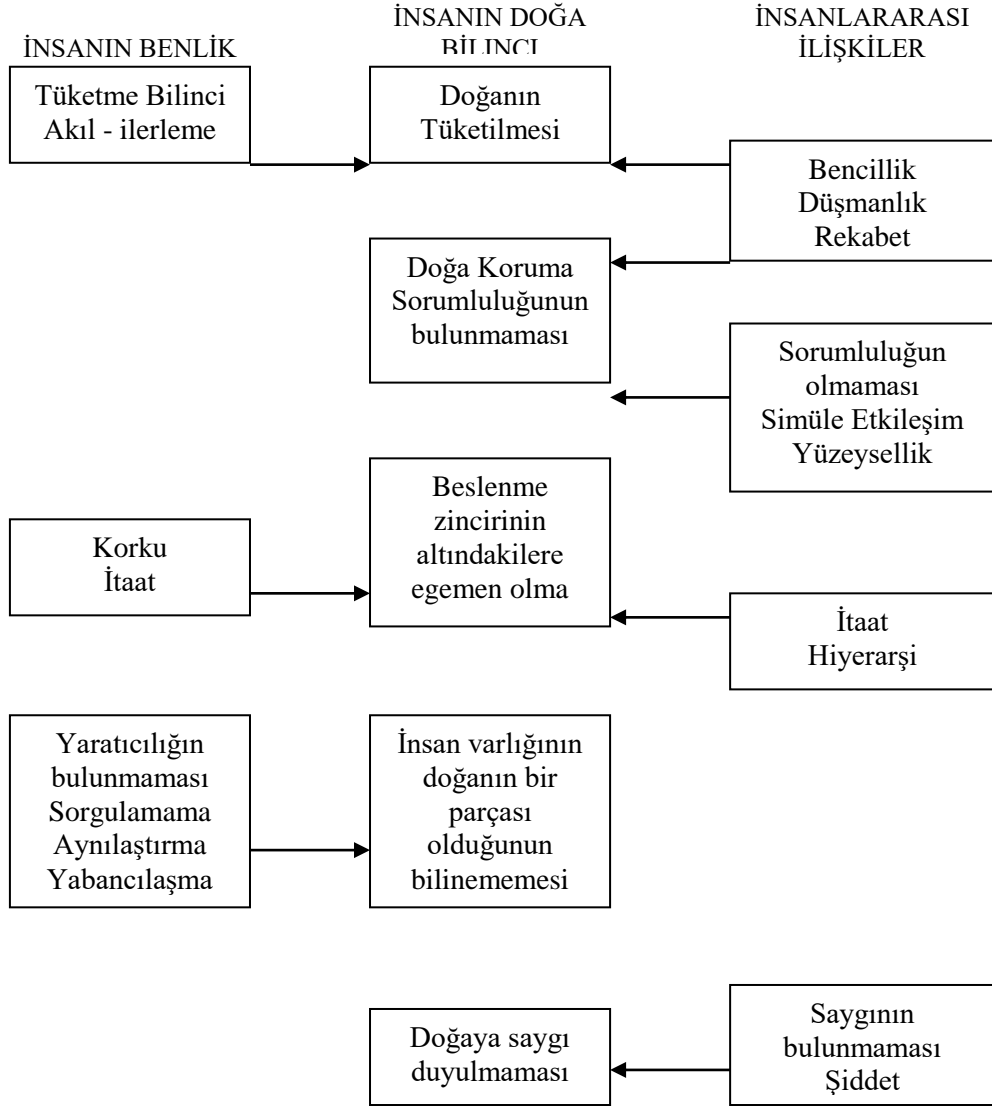 İNSANIN BENLİK
İNSANIN DOĞA
BİLINCI
İNSANLARARASI
İLİŞKİLER
Tüketme Bilinci
Akıl - ilerleme
Doğanın
Tüketilmesi
Bencillik
Düşmanlık
Rekabet
Doğa Koruma
Sorumluluğunun
bulunmaması
Sorumluluğun
olmaması
Simüle Etkileşim
Yüzeysellik
Korku
İtaat
Beslenme
zincirinin
altındakilere
egemen olma
İtaat
Hiyerarşi
Yaratıcılığın
bulunmaması
Sorgulamama
Aynılaştırma
Yabancılaşma
İnsan varlığının
doğanın bir
parçası
olduğunun
bilinememesi
Doğaya saygı
duyulmaması
Saygının
bulunmaması
Şiddet